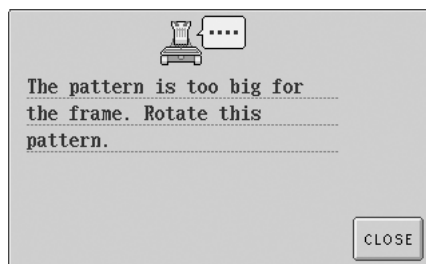 ....
The pattern is too big for
the frame. Rotate this
pattern.
CLOSE